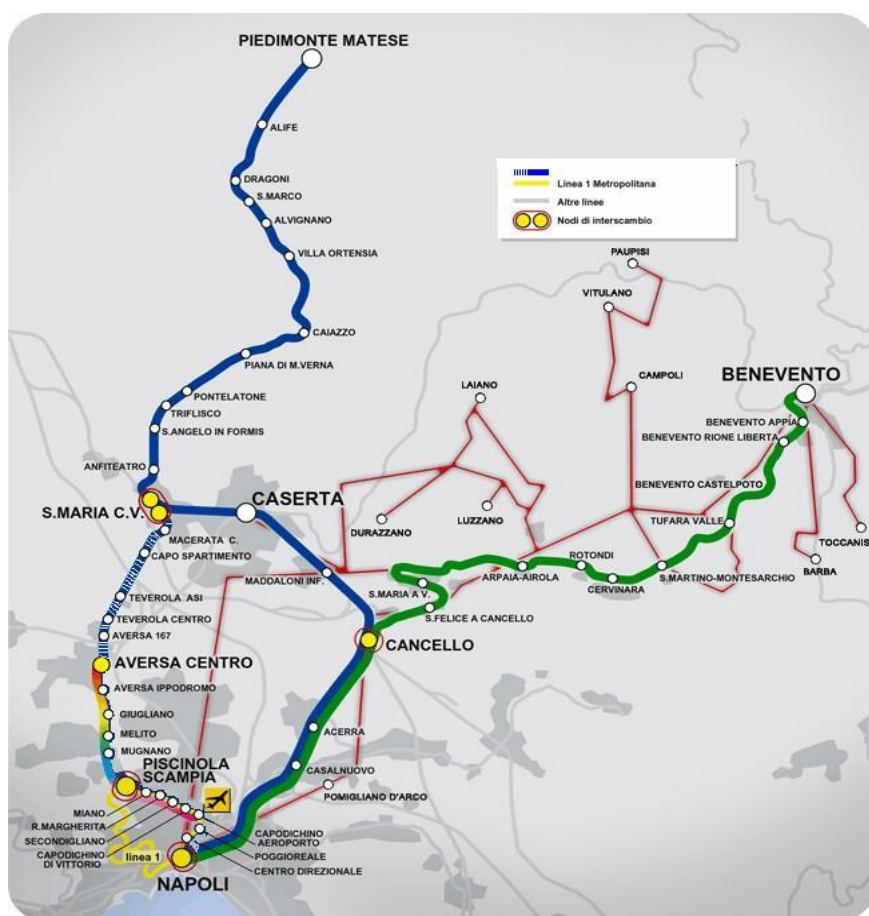 PIEDIMONTE MATESE
ALIFE
DRAGONI
S.MARCO
ALVIGNANO
VILLA ORTENSIA
CAIAZZO
PIANA DI M.VERNA
PONTELATONE
TRIFLISCO
S.ANGELO IN FORMIS
ANFITEATRO
S.MARIA C.V.
CASERTA
MACERATA C.
CAPO SPARTIMENTO
MADDALONI INF.
TEVEROLA ASI
TEVEROLA CENTRO
AVERSA 167
AVERSA CENTRO
AVERSA IPPODROMO
GIUGLIANO
MELITO
MUGNANO
PISCINOLA
SCAMPIA
MIANO
R.MARGHERITA
SECONDIGLIANO
CAPODICHINO
DI VITTORIO
linea 1
NAPOLI
CAPODICHINO
AEROPORTO
POGGIOREALE
CENTRO DIREZIONALE
Linea 1 Metropolitana
Altre linee
Nodi di interscambio
PAUPISI
VITULANO
CAMPOLI
LAIANO
BENEVENTO
BENEVENTO APPIA
BENEVENTO RIONE LIBERTA
BENEVENTO CASTELPOTO
TUFARA VALLE
DURAZZANO
LUZZANO
TOCCANIS
BARBA
ROTONDI
ARPAIA-AIROLA
S.MARTINO-MONTESARCHIO
CERVINARA
S.MARIA A V.
S.FELICE A CANCELLO
CANCELLO
ACERRA
CASALNUOVO
POMIGLIANO D'ARCO